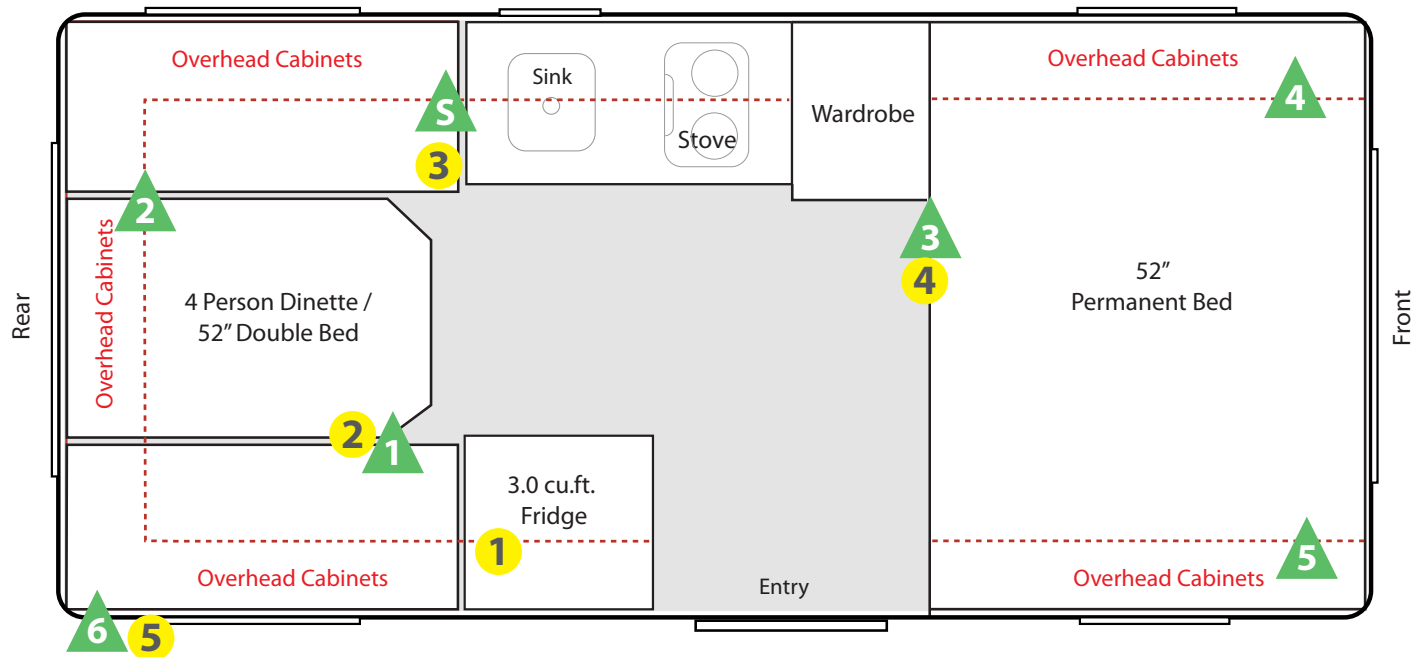 Overhead Cabinets
Sink
Stove
Wardrobe
Overhead Cabinets
4
S
3
2
Overhead Cabinets
4 Person Dinette /
52” Double Bed
3
4
52”
Permanent Bed
Rear
Front
2
1
3.0 cu.ft.
Fridge
1
5
Overhead Cabinets
Entry
Overhead Cabinets
6
5